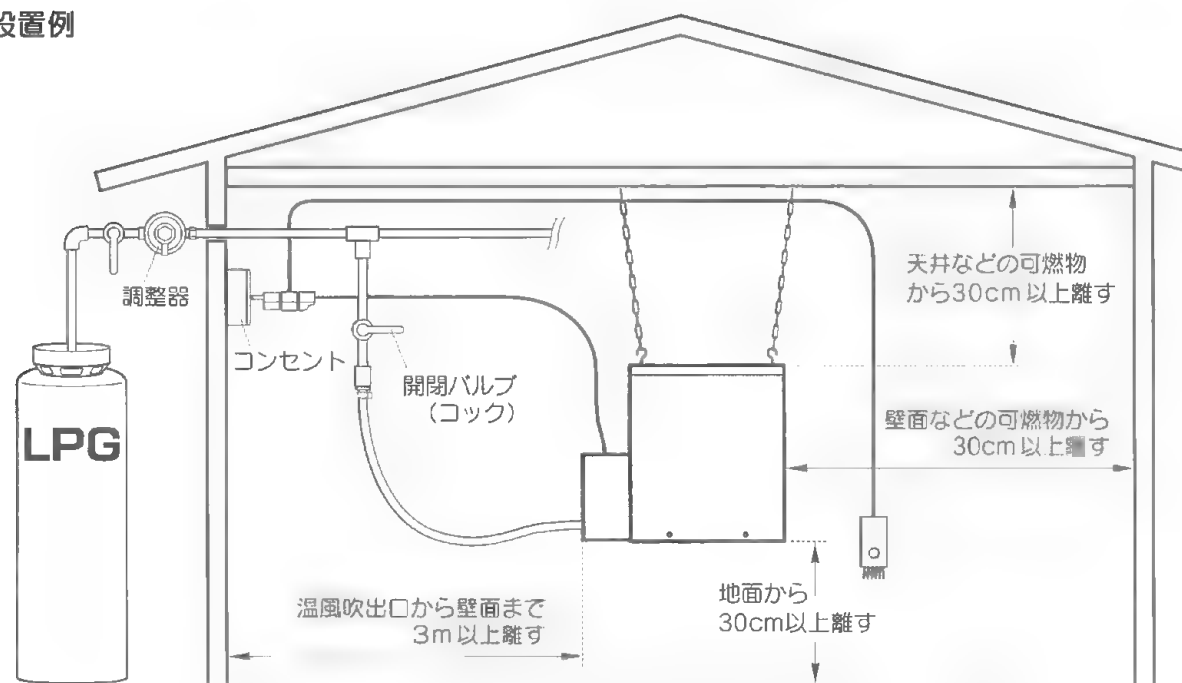 設置例
調整器
コンセント
開閉バルブ
(コック)
LPG
天井などの可燃物
から30cm以上離す
壁面などの可燃物から
30cm以上離す
温風吹出口から壁面まで
3m以上離す
地面から
30cm以上離す